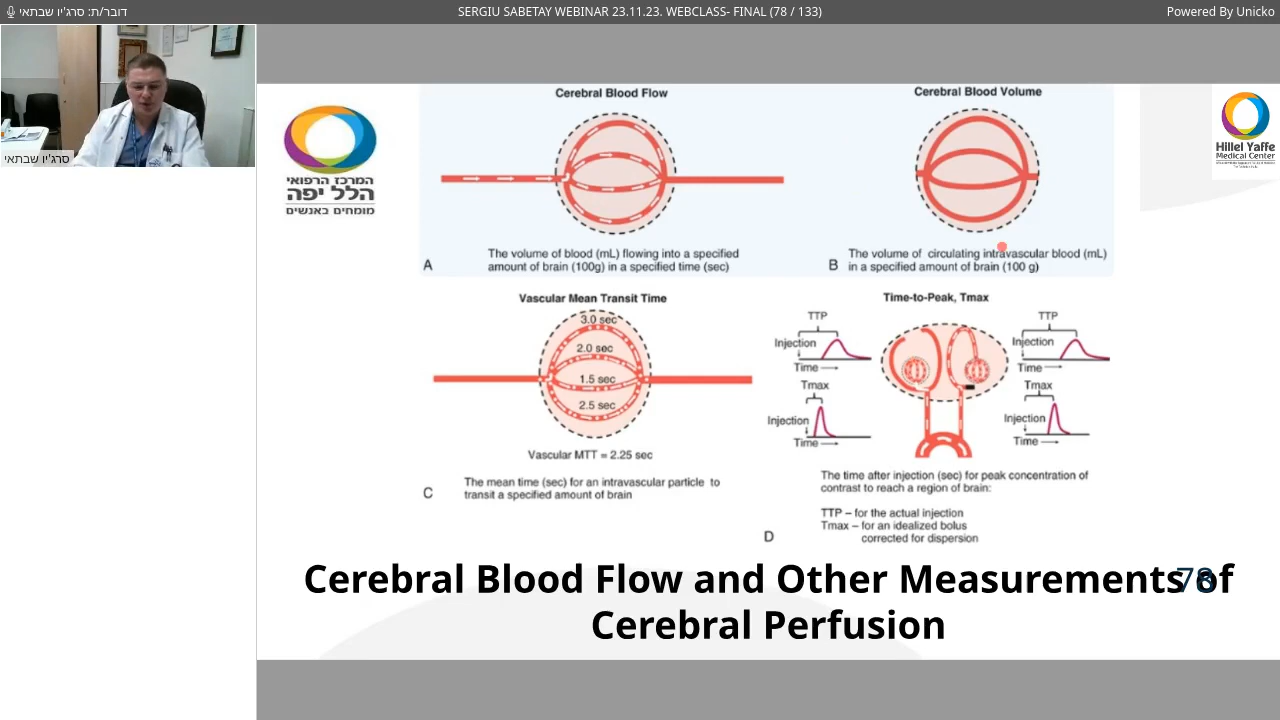 דובר/ת: סרג'יו שבתאי
SERGIU SABETAY WEBINAR 23.11.23. WEBCLASS- FINAL (78 / 133)
Powered By Unicko
סרג'יו שבתאי
המרכז הרפואי
הלל יפה
מומחים באנשים
Hillel Yaffe
Medical Center
Cerebral Blood Flow
A
The volume of blood (mL) flowing into a specified
amount of brain (100g) in a specified time (sec)
Cerebral Blood Volume
B
The volume of circulating intravascular blood (mL)
in a specified amount of brain (100 g)
Vascular Mean Transit Time
3.0 sec
2.0 sec
1.5 sec
2.5 sec
Vascular MTT = 2.25 sec
C
The mean time (sec) for an intravascular particle to
transit a specified amount of brain
Time-to-Peak, Tmax
TTP
Injection
Time
Tmax
Injection
Time
TTP
Injection
Time
Tmax
Injection
Time
The time after injection (sec) for peak concentration of
contrast to reach a region of brain:
TTP – for the actual injection
Tmax – for an idealized bolus
corrected for dispersion
D
Cerebral Blood Flow and Other Measurements of
Cerebral Perfusion
78